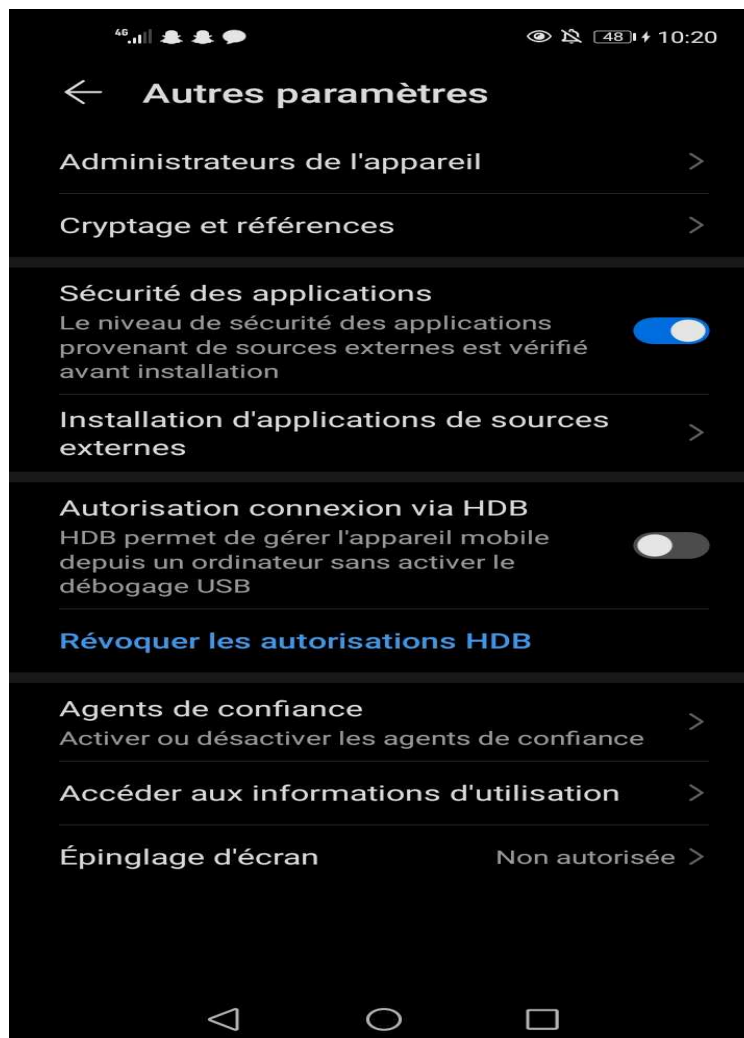 4G 48 10:20
Autres paramètres
Administrateurs de l'appareil
Cryptage et références
Sécurité des applications
Le niveau de sécurité des applications
provenant de sources externes est vérifié
avant installation
Installation d'applications de sources
externes
Autorisation connexion via HDB
HDB permet de gérer l'appareil mobile
depuis un ordinateur sans activer le
débogage USB
Révoquer les autorisations HDB
Agents de confiance
Activer ou désactiver les agents de confiance
Accéder aux informations d'utilisation
Épinglage d'écran Non autorisée